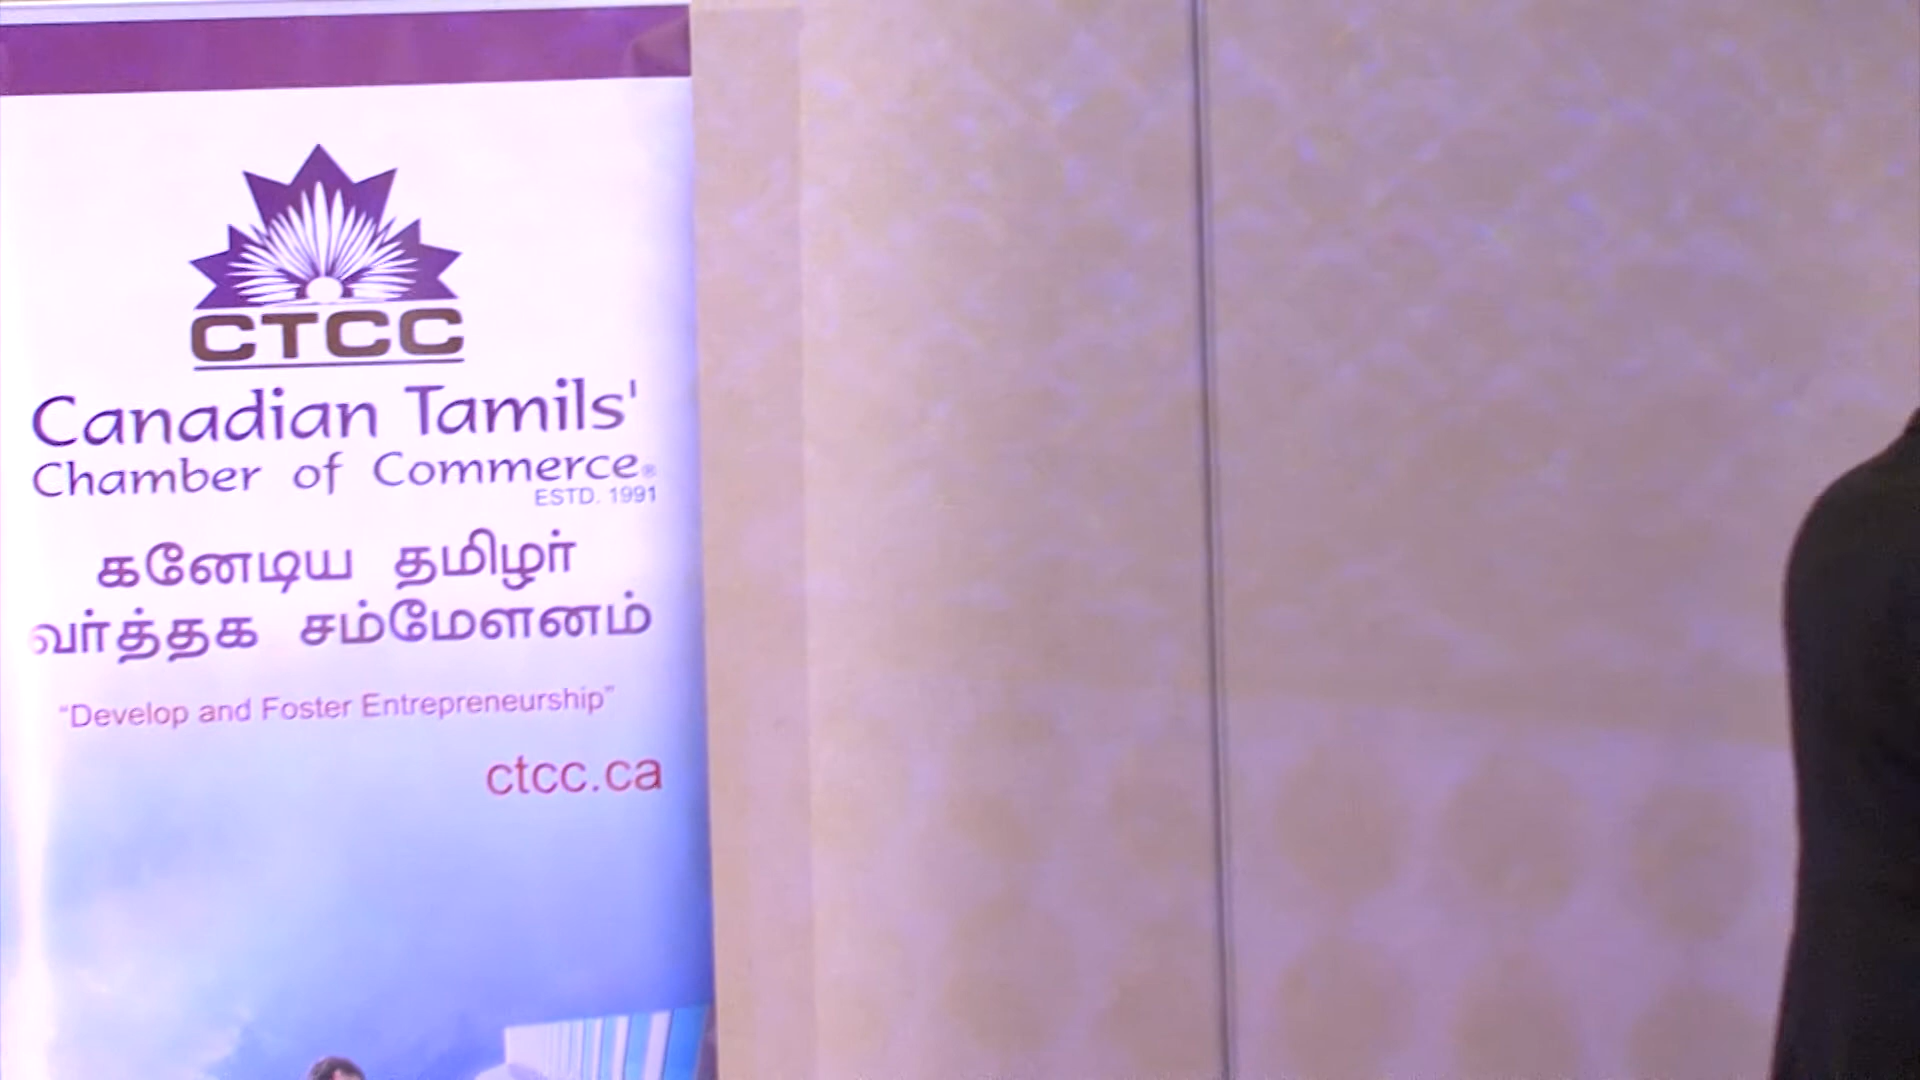 CTCC
Canadian Tamils'
Chamber of Commerce®
ESTD. 1991
கனேடிய தமிழர்
வர்த்தக சம்மேளனம்
“Develop and Foster Entrepreneurship”
ctcc.ca